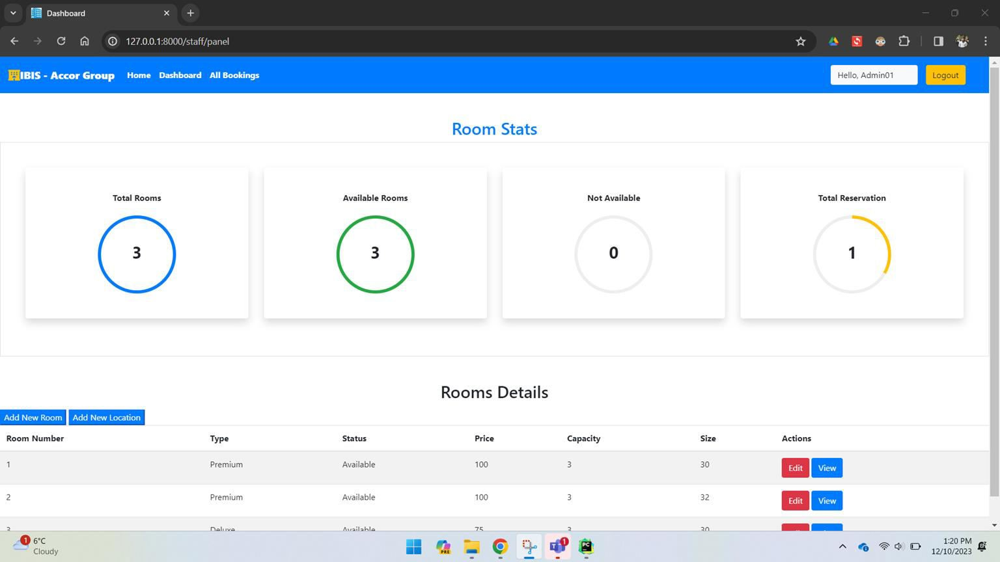 Dashboard
127.0.0.1:8000/staff/panel
IBIS - Accor Group Home Dashboard All Bookings Hello, Admin01 Logout
Room Stats
Total Rooms Available Rooms Not Available Total Reservation
3 3 0 1
Rooms Details
Add New Room Add New Location
Room Number Type Status Price Capacity Size Actions
1 Premium Available 100 3 30 Edit View
2 Premium Available 100 3 32 Edit View
3 Deluxe Available 75 3 30
1 6°C
Cloudy
PRE
1
PC
1:20 PM
12/10/2023